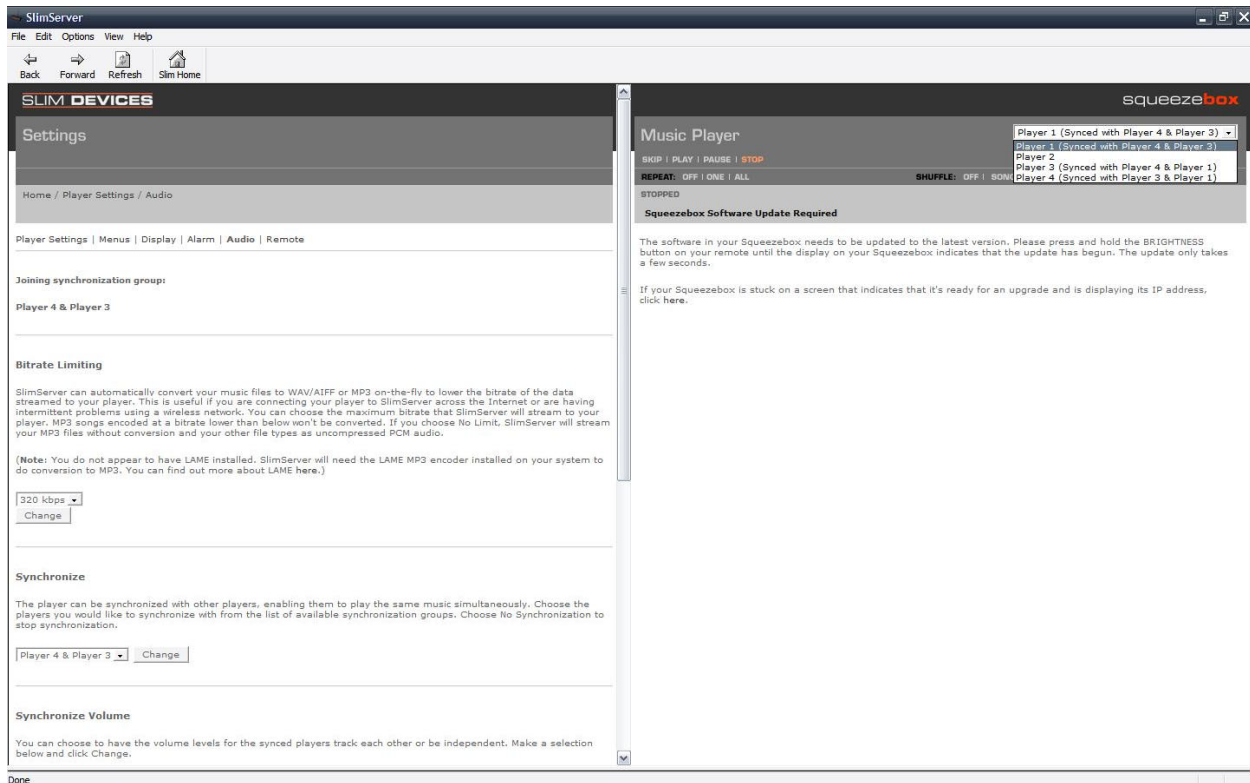 SlimServer
File Edit Options View Help
Back Forward Refresh Slim Home
SLIM DEVICES
Settings
Home / Player Settings / Audio
Player Settings | Menus | Display | Alarm | Audio | Remote
Joining synchronization group:
Player 4 & Player 3
Bitrate Limiting
SlimServer can automatically convert your music files to WAV/AIFF or MP3 on-the-fly to lower the bitrate of the data
streamed to your player. This is useful if you are connecting your player to SlimServer across the Internet or are having
intermittent problems using a wireless network. You can choose the maximum bitrate that SlimServer will stream to your
player. MP3 songs encoded at a bitrate lower than below won't be converted. If you choose No Limit, SlimServer will stream
your MP3 files without conversion and your other file types as uncompressed PCM audio.
(Note: You do not appear to have LAME installed. SlimServer will need the LAME MP3 encoder installed on your system to
do conversion to MP3. You can find out more about LAME here.)
320 kbps
Change
Synchronize
The player can be synchronized with other players, enabling them to play the same music simultaneously. Choose the
players you would like to synchronize with from the list of available synchronization groups. Choose No Synchronization to
stop synchronization.
Player 4 & Player 3 Change
Synchronize Volume
You can choose to have the volume levels for the synced players track each other or be independent. Make a selection
below and click Change.
squeezebox
Music Player
Player 1 (Synced with Player 4 & Player 3)
Player 1 (Synced with Player 4 & Player 3)
Player 2
Player 3 (Synced with Player 4 & Player 1)
Player 4 (Synced with Player 3 & Player 1)
SKIP | PLAY | PAUSE | STOP
REPEAT: OFF | ONE | ALL SHUFFLE: OFF | SONG
STOPPED
Squeezebox Software Update Required
The software in your Squeezebox needs to be updated to the latest version. Please press and hold the BRIGHTNESS
button on your remote until the display on your Squeezebox indicates that the update has begun. The update only takes
a few seconds.
If your Squeezebox is stuck on a screen that indicates that it's ready for an upgrade and is displaying its IP address,
click here.
Done